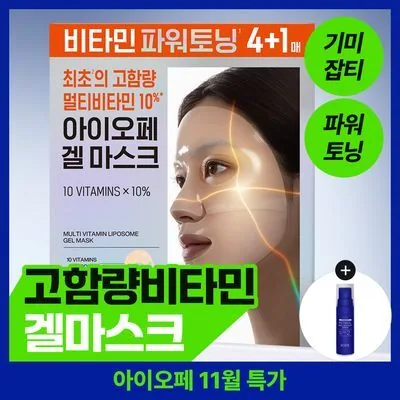 비타민 파워토닝 4+1매
최초¹의 고함량
멀티비타민 10%*
아이오페
겔 마스크
10 VITAMINS × 10%
MULTI VITAMIN LIPOSOME
GEL MASK
10 VITAMINS
기미
잡티
파워
토닝
고함량비타민
겔마스크
+
아이오페 11월 특가